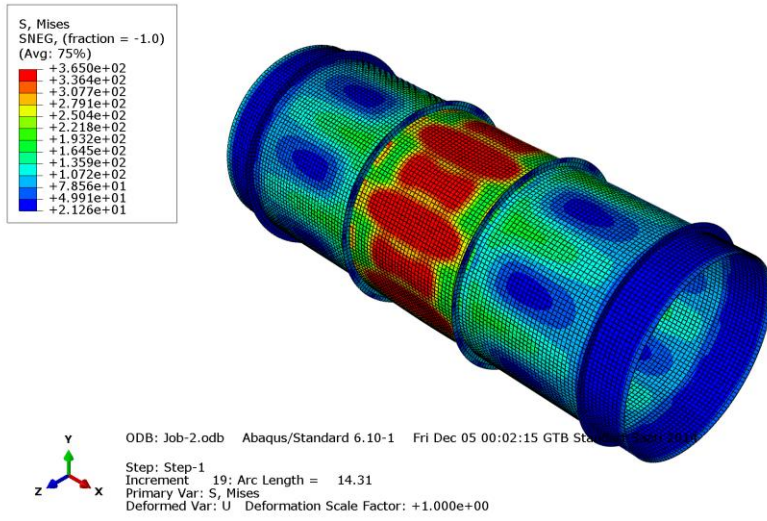 S, Mises
SNEG, (fraction = -1.0)
(Avg: 75%)
+3.650e+02
+3.364e+02
+3.077e+02
+2.791e+02
+2.504e+02
+2.218e+02
+1.932e+02
+1.645e+02
+1.359e+02
+1.072e+02
+7.856e+01
+4.991e+01
+2.126e+01
ODB: Job-2.odb Abaqus/Standard 6.10-1 Fri Dec 05 00:02:15 GTB 2014
Step: Step-1
Increment 19: Arc Length = 14.31
Primary Var: S, Mises
Deformed Var: U Deformation Scale Factor: +1.000e+00
Y
Z X